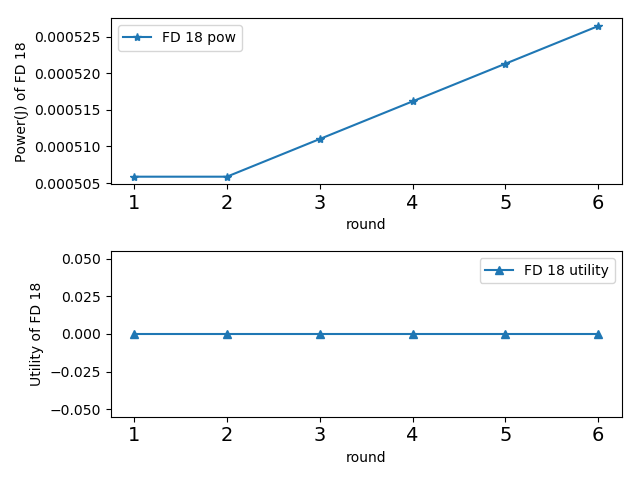 FD 18 pow
Power(J) of FD 18
0.000525
0.000520
0.000515
0.000510
0.000505
1 2 3 4 5 6
round
FD 18 utility
Utility of FD 18
0.050
0.025
0.000
−0.025
−0.050
1 2 3 4 5 6
round